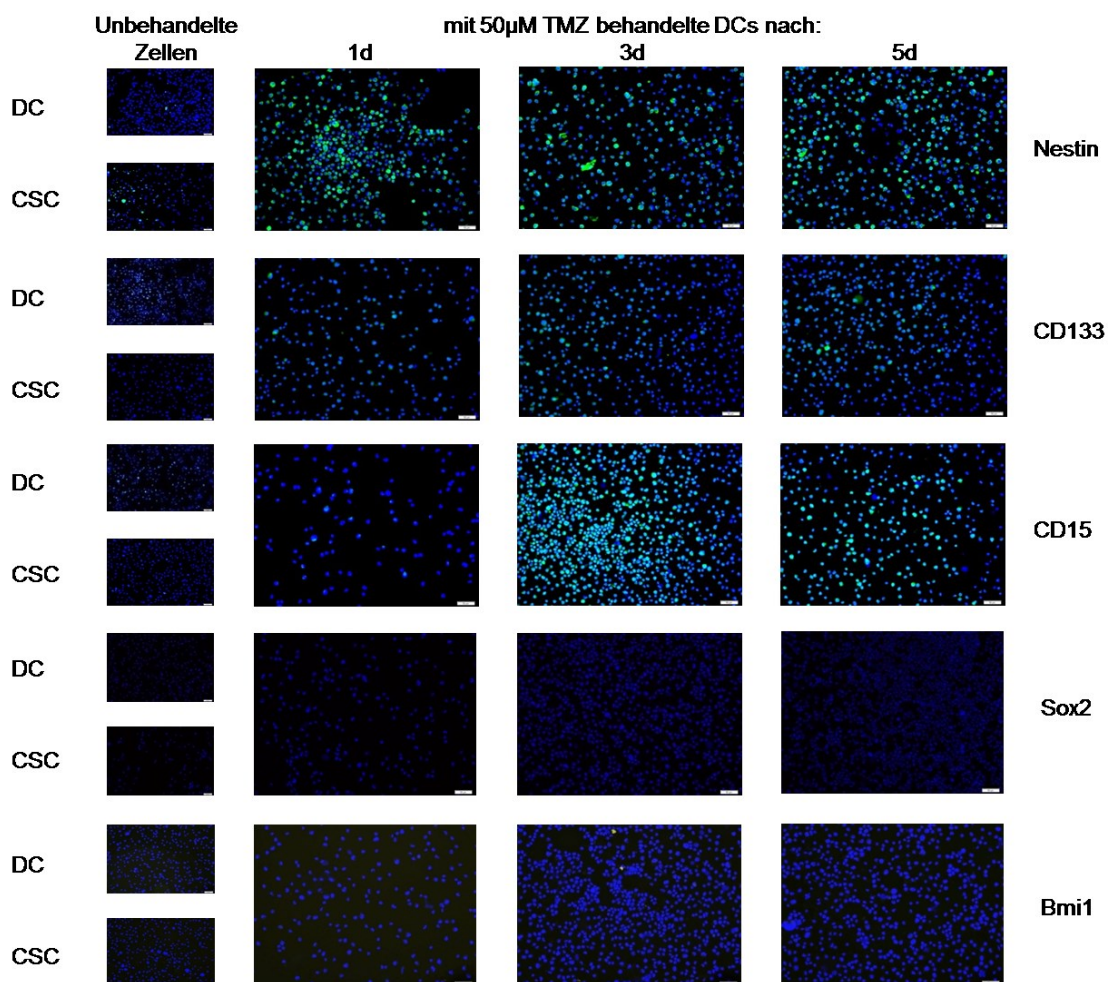 Unbehandelte Zellen
mit 50µM TMZ behandelte DCs nach:
1d 3d 5d
DC
CSC
Nestin
DC
CSC
CD133
DC
CSC
CD15
DC
CSC
Sox2
DC
CSC
Bmi1